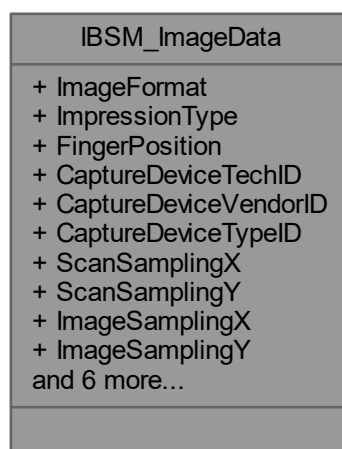 IBSM_ImageData
+ ImageFormat
+ ImpressionType
+ FingerPosition
+ CaptureDeviceTechID
+ CaptureDeviceVendorID
+ CaptureDeviceTypeID
+ ScanSamplingX
+ ScanSamplingY
+ ImageSamplingX
+ ImageSamplingY
and 6 more...